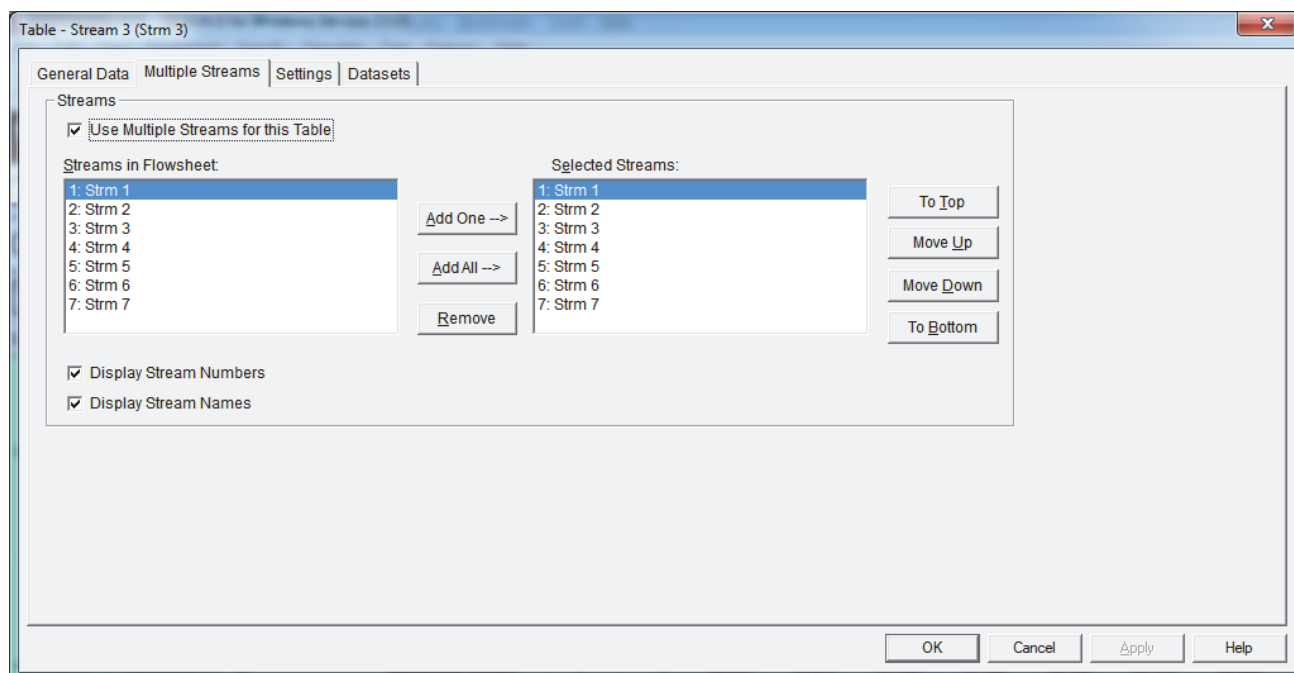 Table - Stream 3 (Strm 3)
General Data Multiple Streams Settings Datasets
Streams
Use Multiple Streams for this Table
Streams in Flowsheet:
1: Strm 1
2: Strm 2
3: Strm 3
4: Strm 4
5: Strm 5
6: Strm 6
7: Strm 7
Add One -->
Add All -->
Remove
Selected Streams:
1: Strm 1
2: Strm 2
3: Strm 3
4: Strm 4
5: Strm 5
6: Strm 6
7: Strm 7
To Top
Move Up
Move Down
To Bottom
Display Stream Numbers
Display Stream Names
OK Cancel Apply Help